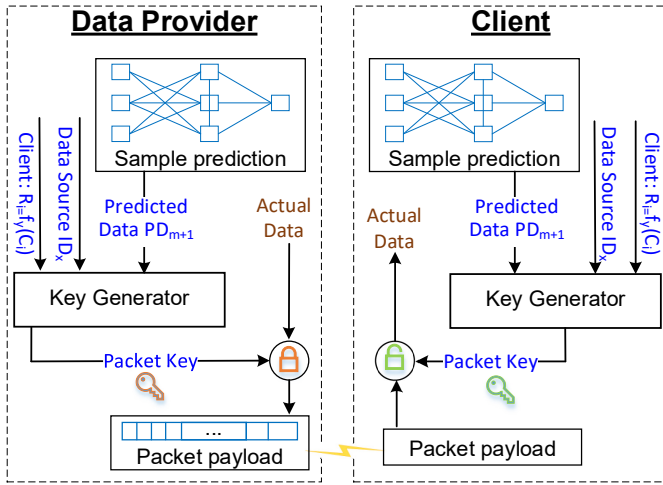 Data Provider
Sample prediction
Client: Ri=fy(Ci)
Data Source IDx
Predicted
Data PDm+1
Actual
Data
Key Generator
Packet Key
...
Packet payload
Client
Sample prediction
Actual
Data
Predicted
Data PDm+1
Data Source IDx
Client: Ri=fy(Ci)
Key Generator
Packet Key
Packet payload